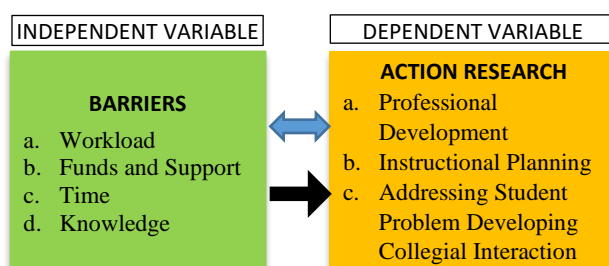 INDEPENDENT VARIABLE
DEPENDENT VARIABLE
BARRIERS
a. Workload
b. Funds and Support
c. Time
d. Knowledge
ACTION RESEARCH
a. Professional
Development
b. Instructional Planning
c. Addressing Student
Problem Developing
Collegial Interaction